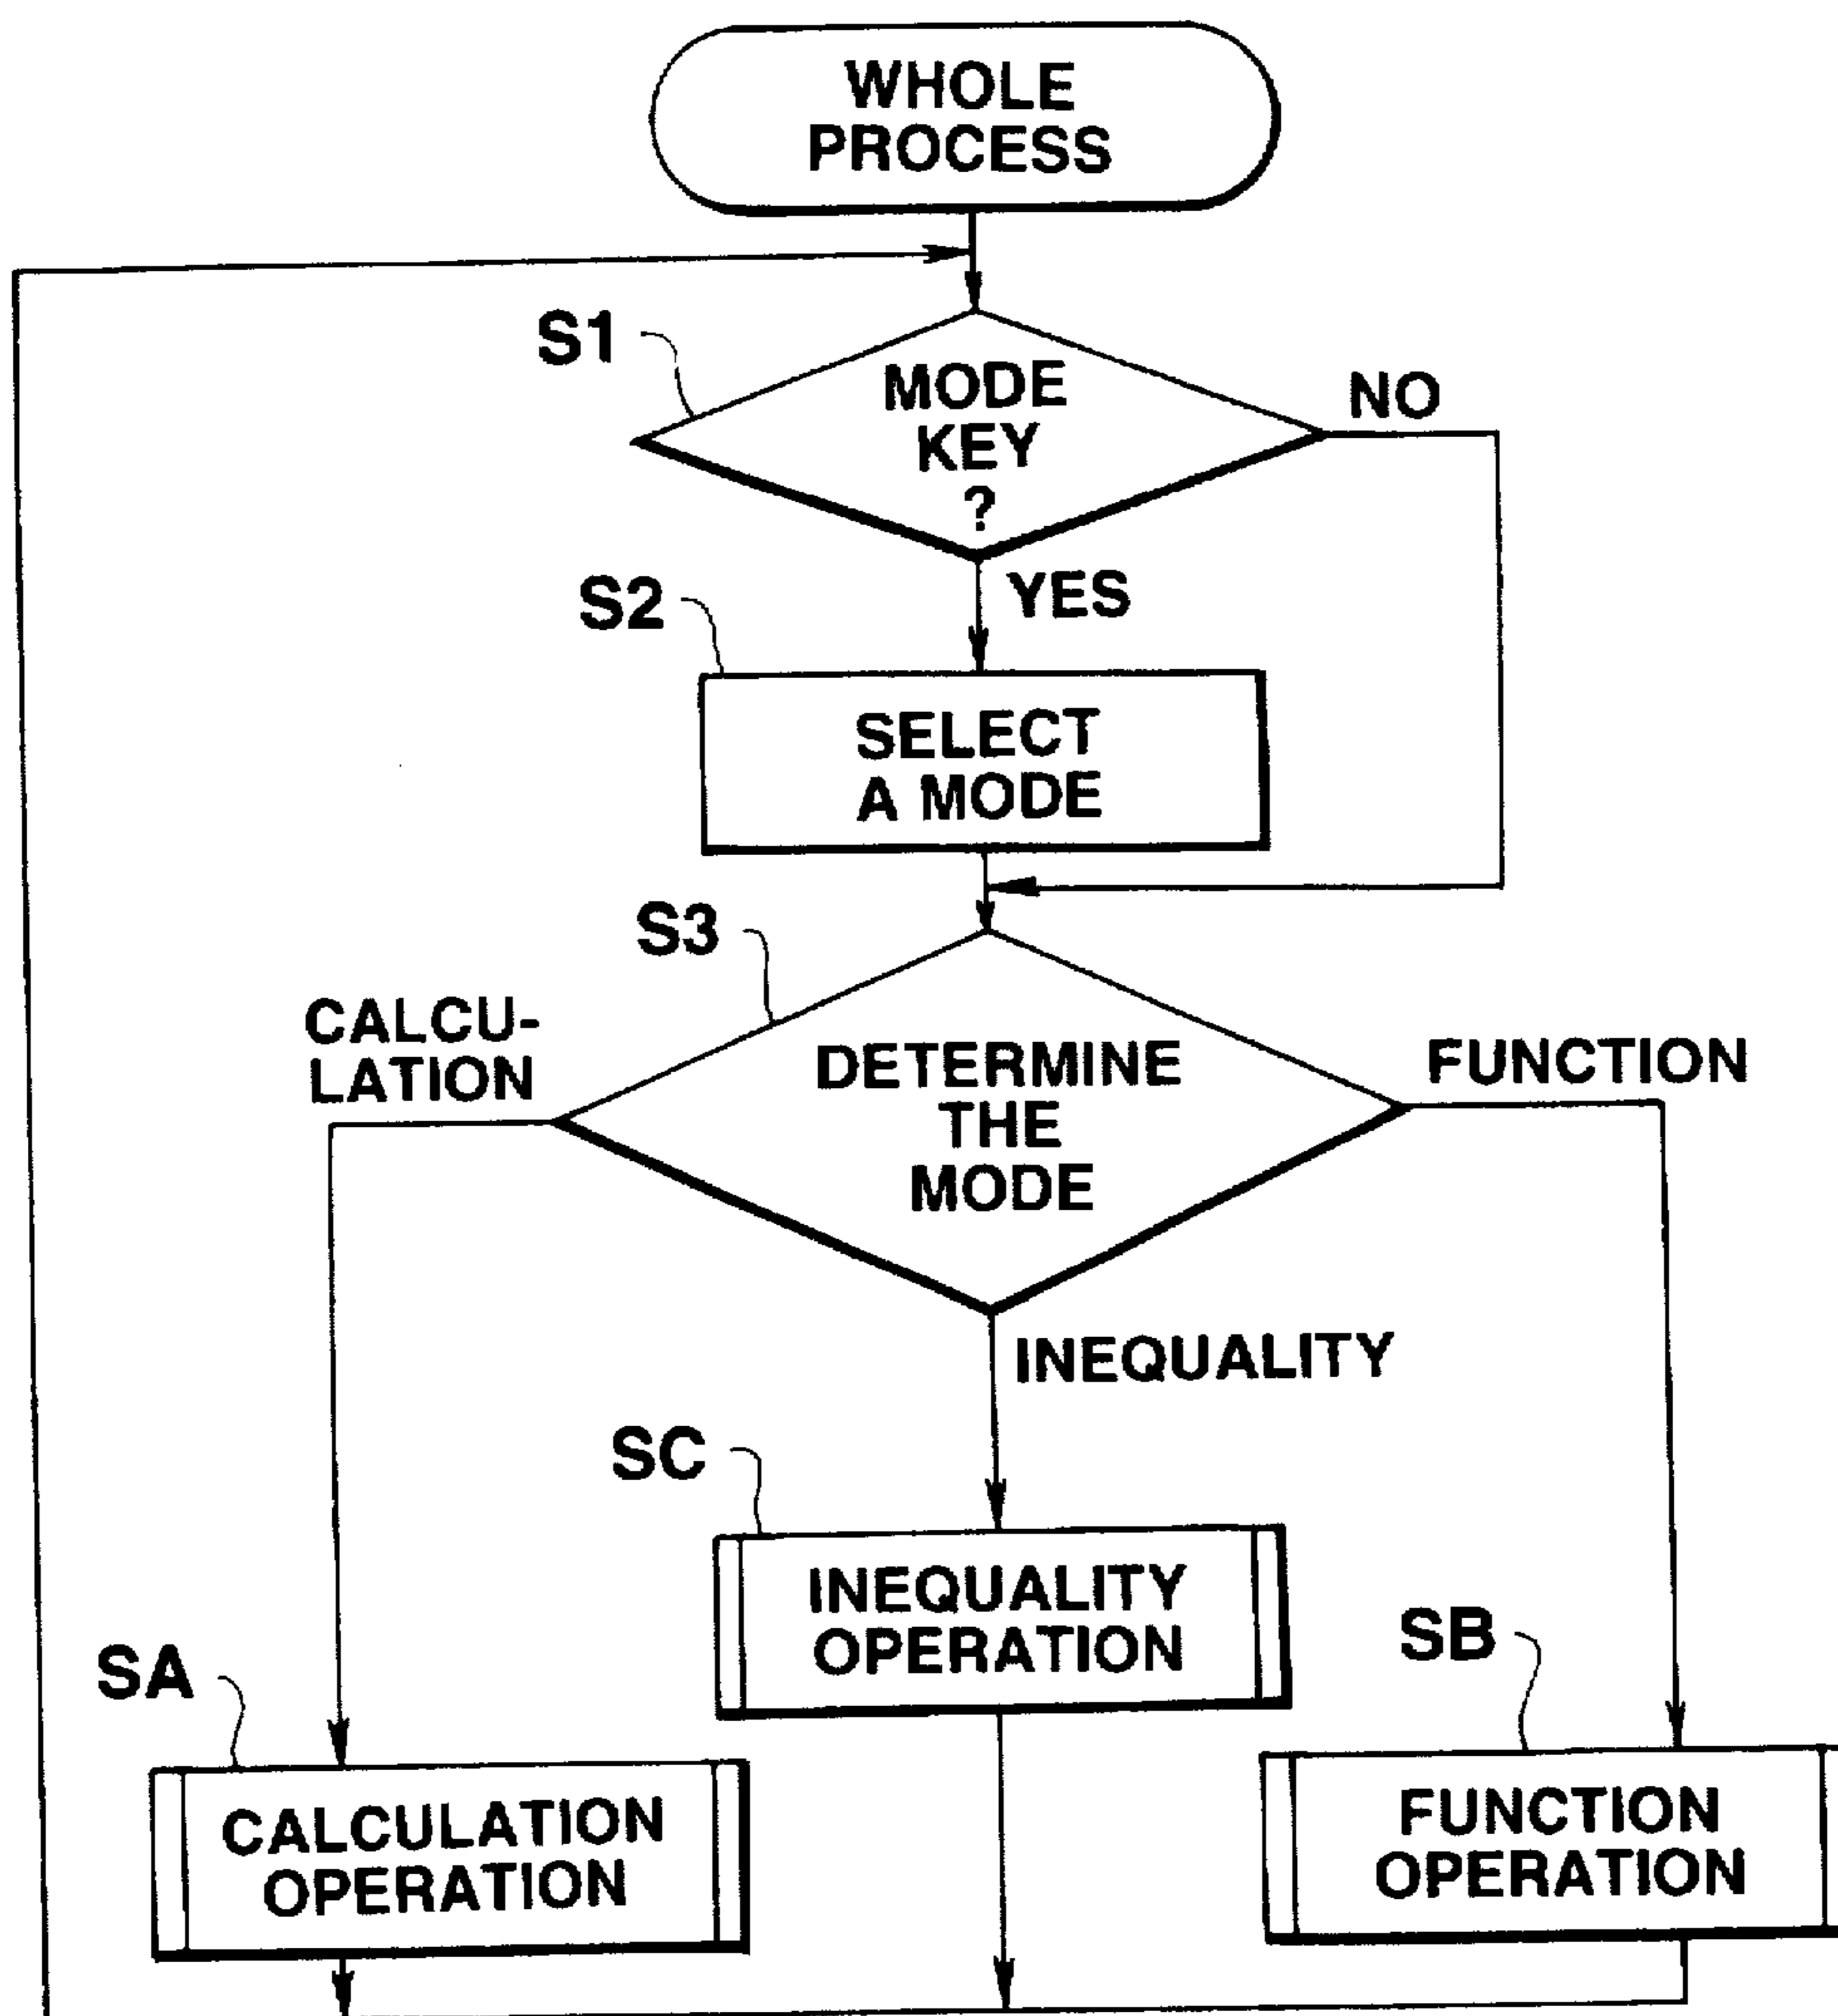 WHOLE
PROCESS
S1
MODE
KEY
?
NO
YES
S2
SELECT
A MODE
S3
CALCU-
LATION
DETERMINE
THE
MODE
FUNCTION
INEQUALITY
SC
INEQUALITY
OPERATION
SA
CALCULATION
OPERATION
SB
FUNCTION
OPERATION